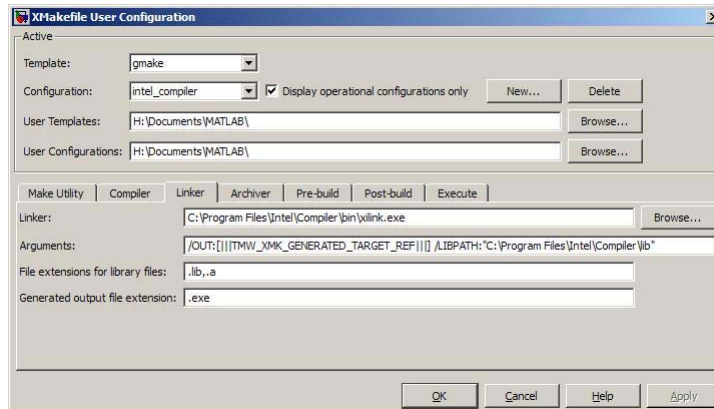 XMakefile User Configuration
Active
Template: gmake
Configuration: intel_compiler Display operational configurations only New... Delete
User Templates: H:\Documents\MATLAB\ Browse...
User Configurations: H:\Documents\MATLAB\ Browse...
Make Utility Compiler Linker Archiver Pre-build Post-build Execute
Linker: C:\Program Files\Intel\Compiler\bin\xilink.exe Browse...
Arguments: /OUT:[|||TMW_XMK_GENERATED_TARGET_REF|||] /LIBPATH:"C:\Program Files\Intel\Compiler\lib"
File extensions for library files: .lib,.a
Generated output file extension: .exe
OK Cancel Help Apply